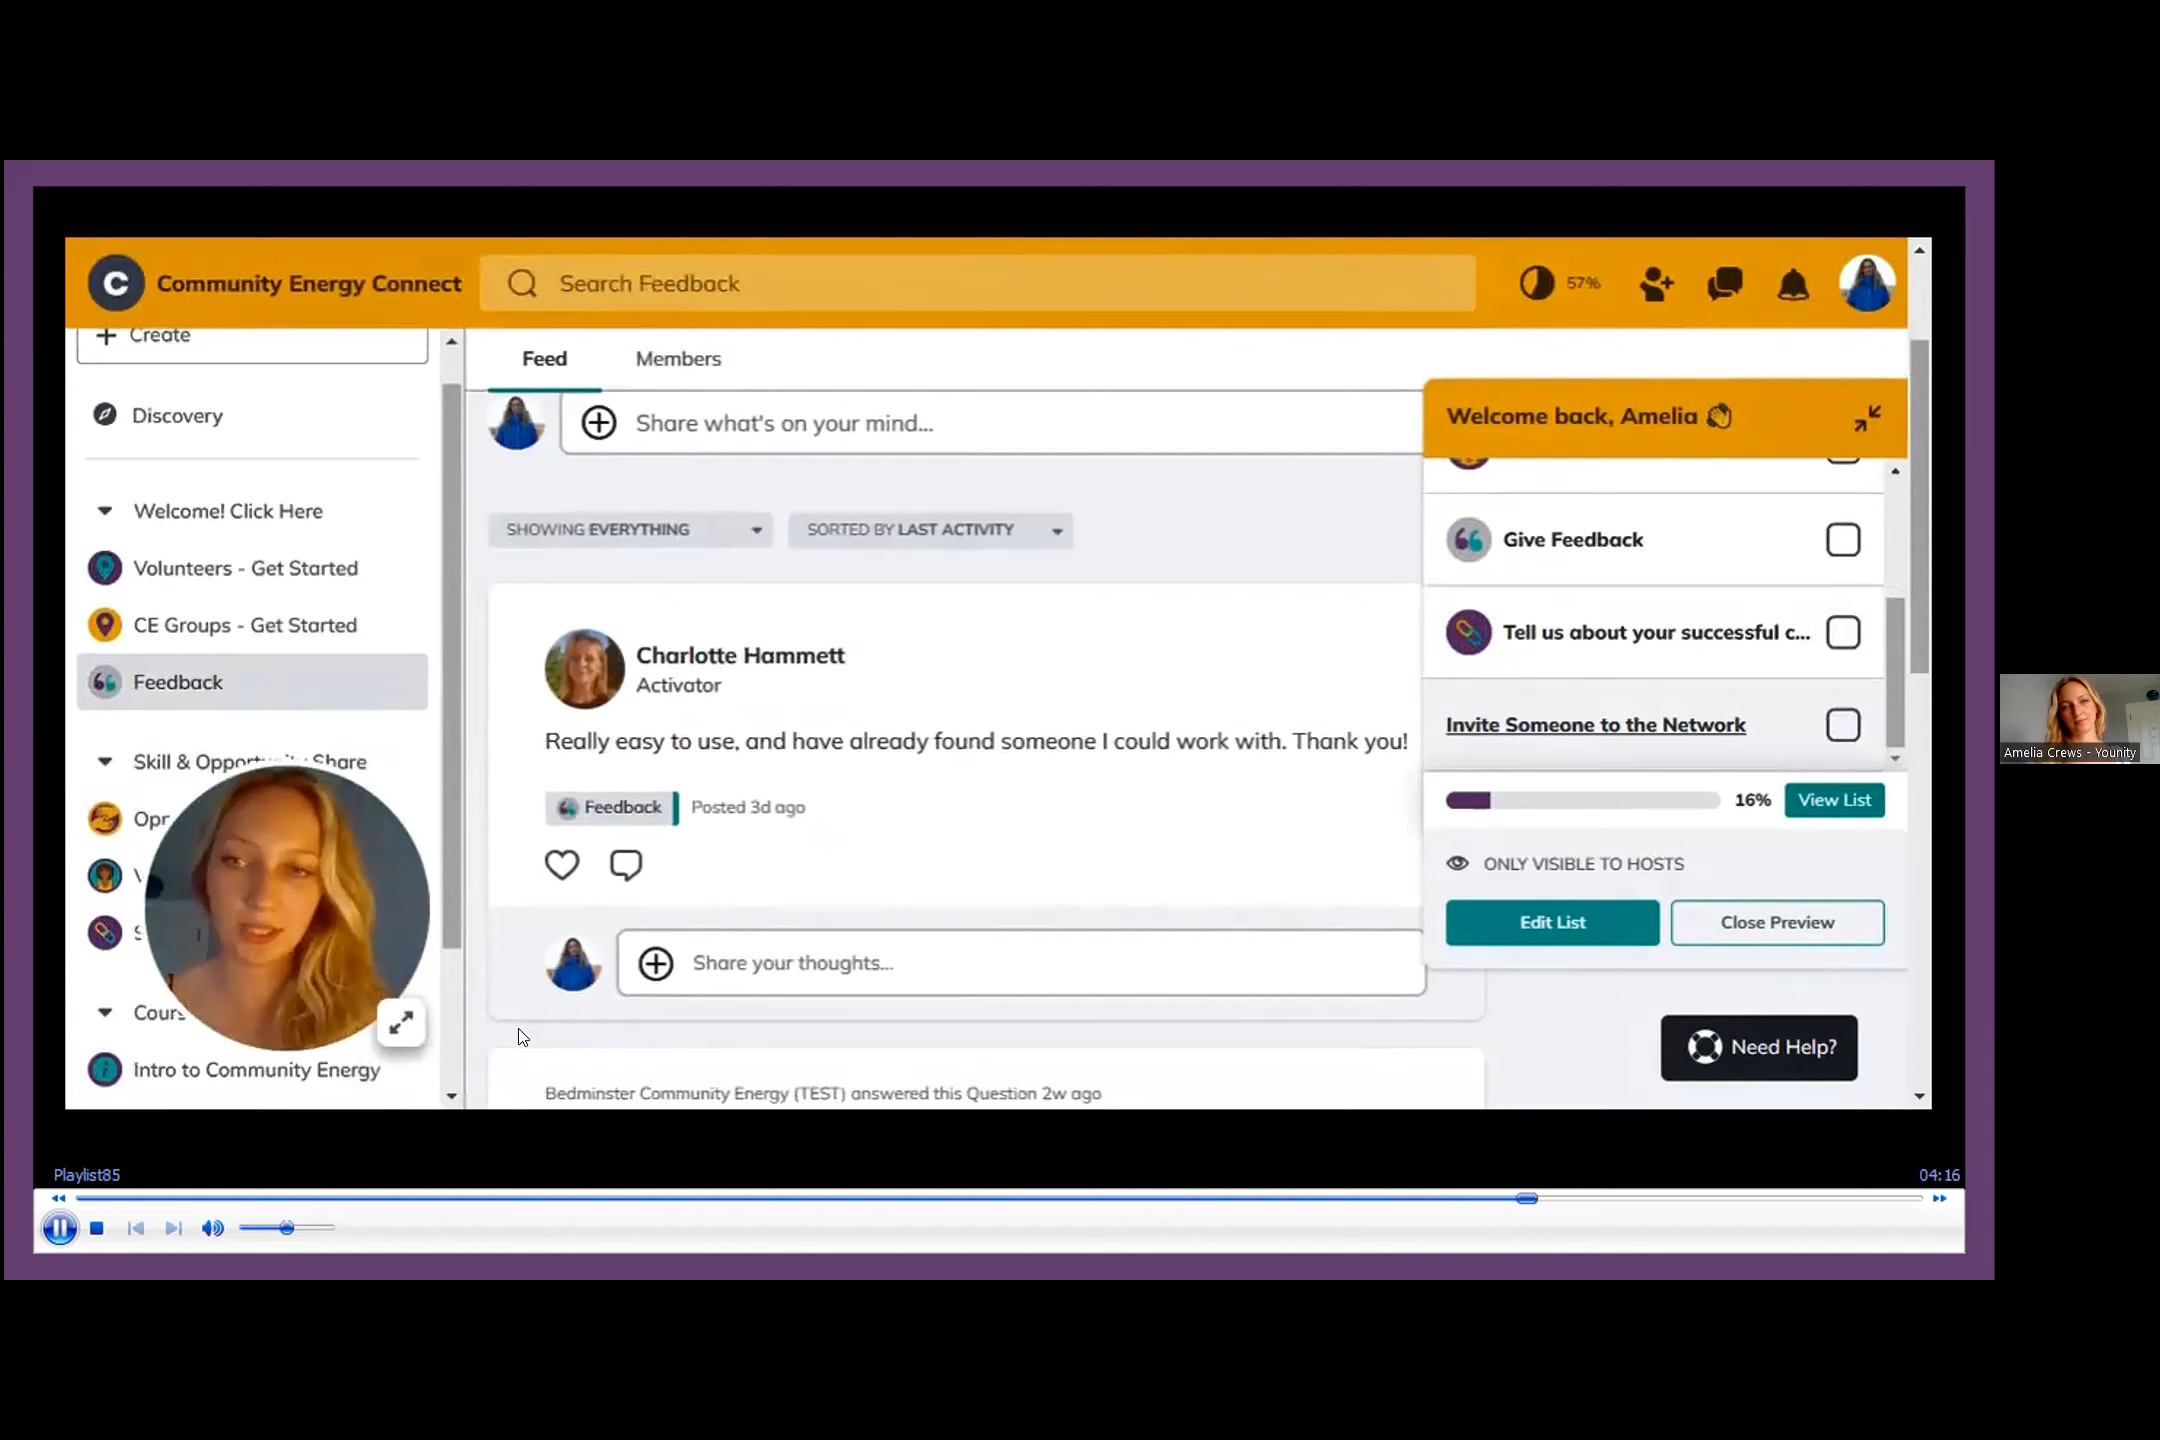 Community Energy Connect
Search Feedback
57%
Create
Feed
Members
Discovery
Share what's on your mind...
Welcome back, Amelia
Welcome! Click Here
SHOWING EVERYTHING
SORTED BY LAST ACTIVITY
Give Feedback
Volunteers - Get Started
CE Groups - Get Started
Feedback
Charlotte Hammett
Activator
Tell us about your successful c...
Really easy to use, and have already found someone I could work with. Thank you!
Invite Someone to the Network
Skill & Opportunity Share
Feedback
Posted 3d ago
16%
View List
ONLY VISIBLE TO HOSTS
Edit List
Close Preview
Share your thoughts...
Need Help?
Intro to Community Energy
Bedminster Community Energy (TEST) answered this Question 2w ago
Playlist85
04:16
Amelia Crews - Younity